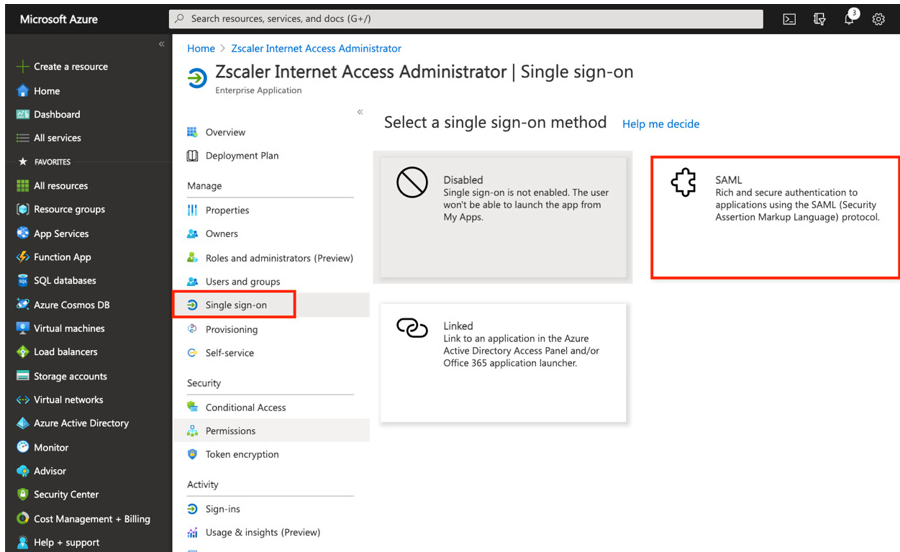 Microsoft Azure
Search resources, services, and docs (G+/)
3
«
Create a resource
Home
Dashboard
All services
FAVORITES
All resources
Resource groups
App Services
Function App
SQL databases
Azure Cosmos DB
Virtual machines
Load balancers
Storage accounts
Virtual networks
Azure Active Directory
Monitor
Advisor
Security Center
Cost Management + Billing
Help + support
Home > Zscaler Internet Access Administrator
Zscaler Internet Access Administrator | Single sign-on
Enterprise Application
«
Overview
Deployment Plan
Manage
Properties
Owners
Roles and administrators (Preview)
Users and groups
Single sign-on
Provisioning
Self-service
Security
Conditional Access
Permissions
Token encryption
Activity
Sign-ins
Usage & insights (Preview)
Select a single sign-on method Help me decide
Disabled
Single sign-on is not enabled. The user
won't be able to launch the app from
My Apps.
SAML
Rich and secure authentication to
applications using the SAML (Security
Assertion Markup Language) protocol.
Linked
Link to an application in the Azure
Active Directory Access Panel and/or
Office 365 application launcher.